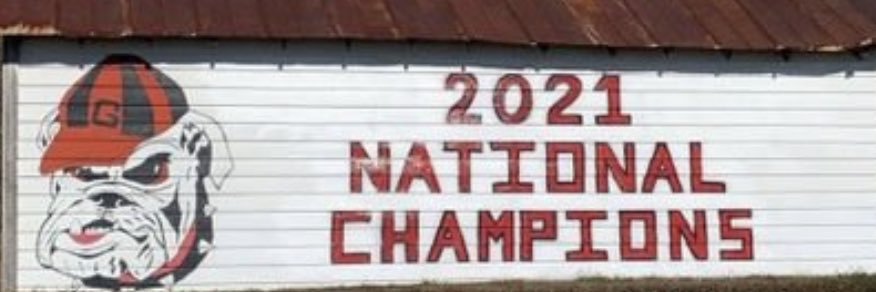 G
2021
NATIONAL
CHAMPIONS